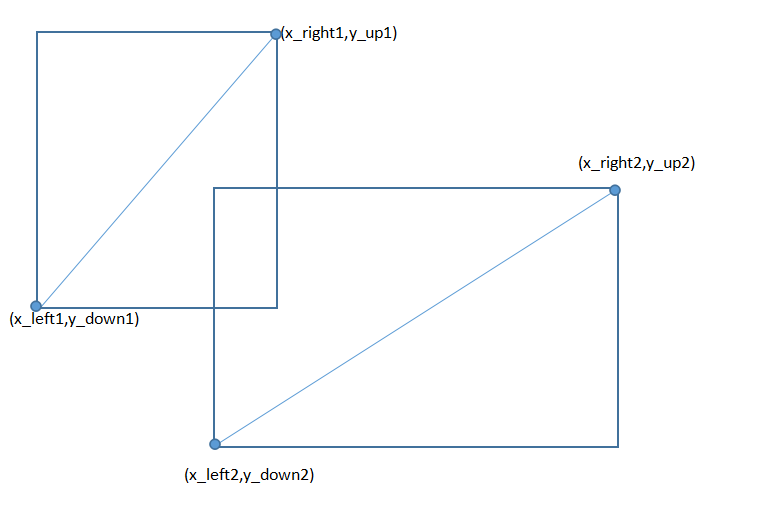 (x_right1,y_up1)
(x_right2,y_up2)
(x_left1,y_down1)
(x_left2,y_down2)